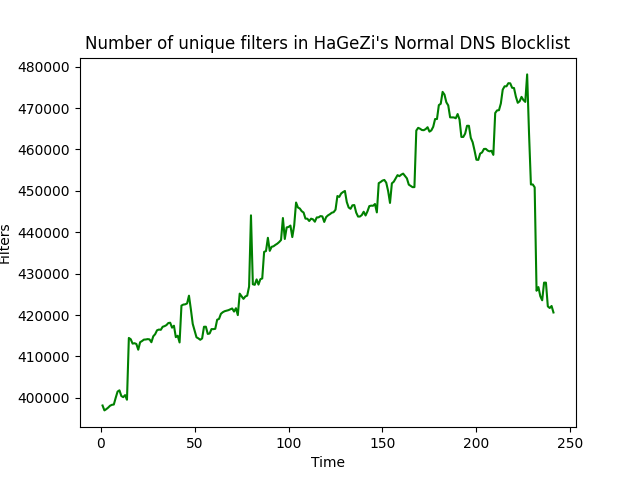 Number of unique filters in HaGeZi's Normal DNS Blocklist
480000
470000
460000
450000
440000
430000
420000
410000
400000
Filters
0 50 100 150 200 250
Time